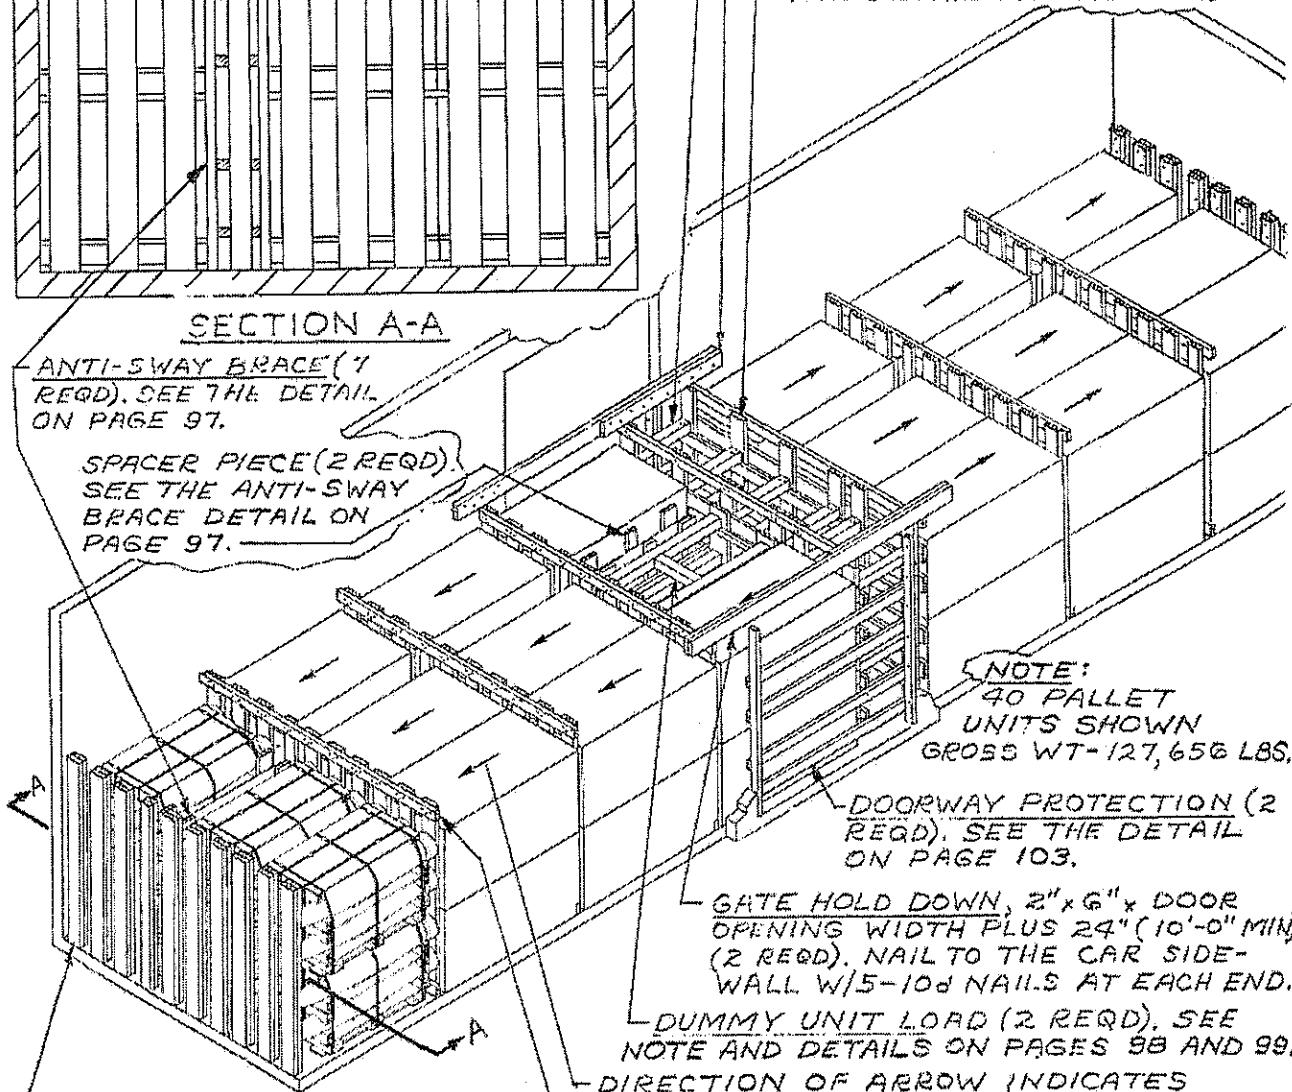 SECTION A-A
ANTI-SWAY BRACE (7
REQD). SEE THE DETAIL
ON PAGE 97.
SPACER PIECE (2 REQD).
SEE THE ANTI-SWAY
BRACE DETAIL ON
PAGE 97.
NOTE:
40 PALLET
UNITS SHOWN
GROSS WT-127,656 LBS.
DOORWAY PROTECTION (2
REQD). SEE THE DETAIL
ON PAGE 103.
GATE HOLD DOWN, 2" x 6" x DOOR
OPENING WIDTH PLUS 24" (10'-0" MIN)
(2 REQD). NAIL TO THE CAR SIDE-
WALL W/5-10d NAILS AT EACH END.
A
A
DUMMY UNIT LOAD (2 REQD). SEE
NOTE AND DETAILS ON PAGES 98 AND 99.
DIRECTION OF ARROW INDICATES